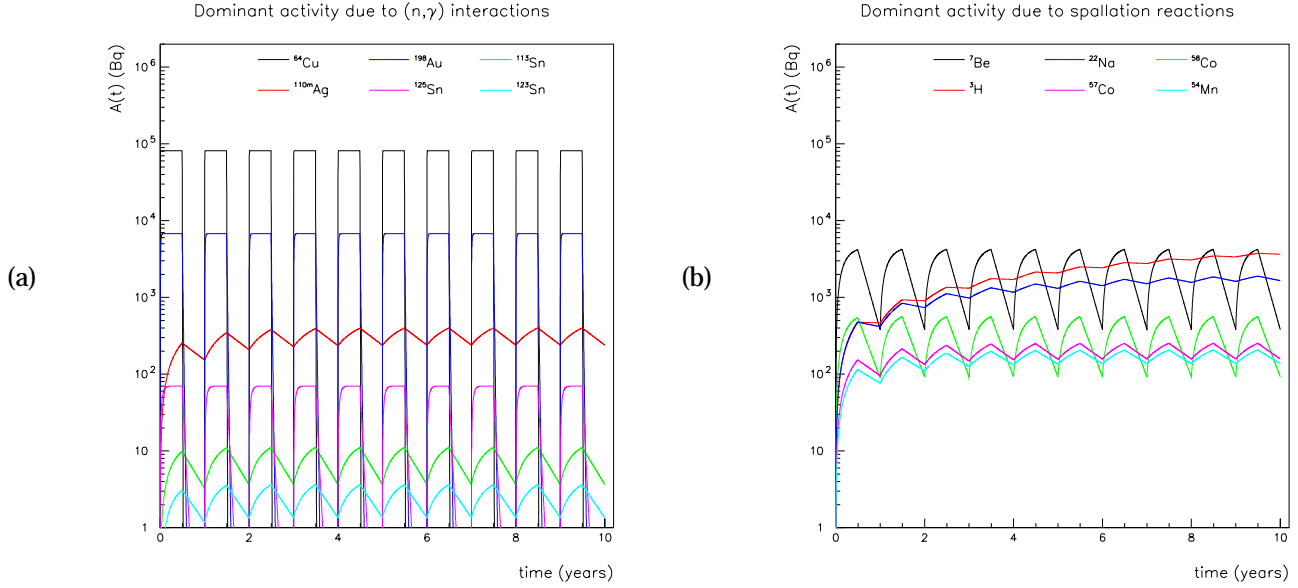 Dominant activity due to (n,γ) interactions
A(t) (Bq)
10⁶
10⁵
10⁴
10³
10²
10
1
⁶⁴Cu
¹⁹⁸Au
¹¹³Sn
¹¹⁰ᵐAg
¹²⁵Sn
¹²³Sn
0 2 4 6 8 10
time (years)
(a)
Dominant activity due to spallation reactions
A(t) (Bq)
10⁶
10⁵
10⁴
10³
10²
10
1
⁷Be
²²Na
⁵⁸Co
³H
⁵⁷Co
⁵⁴Mn
0 2 4 6 8 10
time (years)
(b)